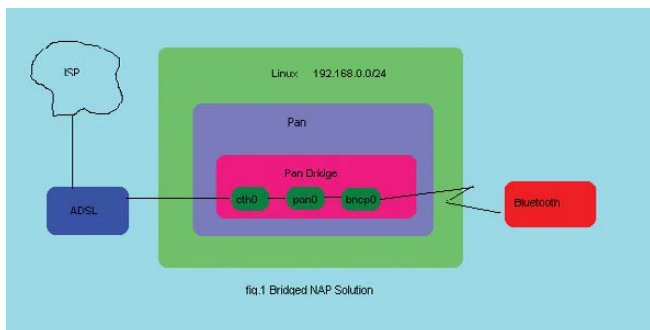 ISP
Linux 192.168.0.0/24
Pan
Pan Bridge
eth0 pan0 bnep0
ADSL
Bluetooth
fig.1 Bridged NAP Solution